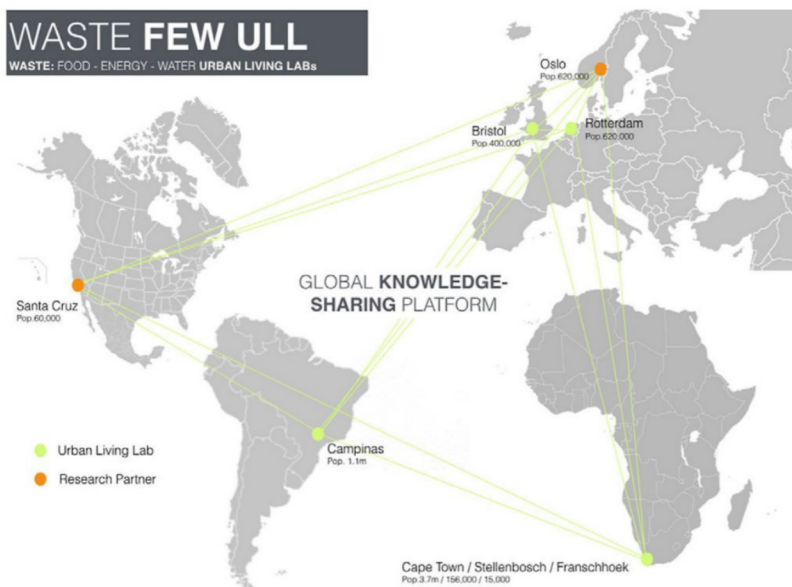 WASTE FEW ULL
WASTE: FOOD - ENERGY - WATER URBAN LIVING LABs
Oslo
Pop.620,000
Bristol
Pop.400,000
Rotterdam
Pop.620,000
GLOBAL KNOWLEDGE-
SHARING PLATFORM
Santa Cruz
Pop.60,000
Campinas
Pop. 1.1m
Urban Living Lab
Research Partner
Cape Town / Stellenbosch / Franschhoek
Pop.3.7m / 156,000 / 15,000